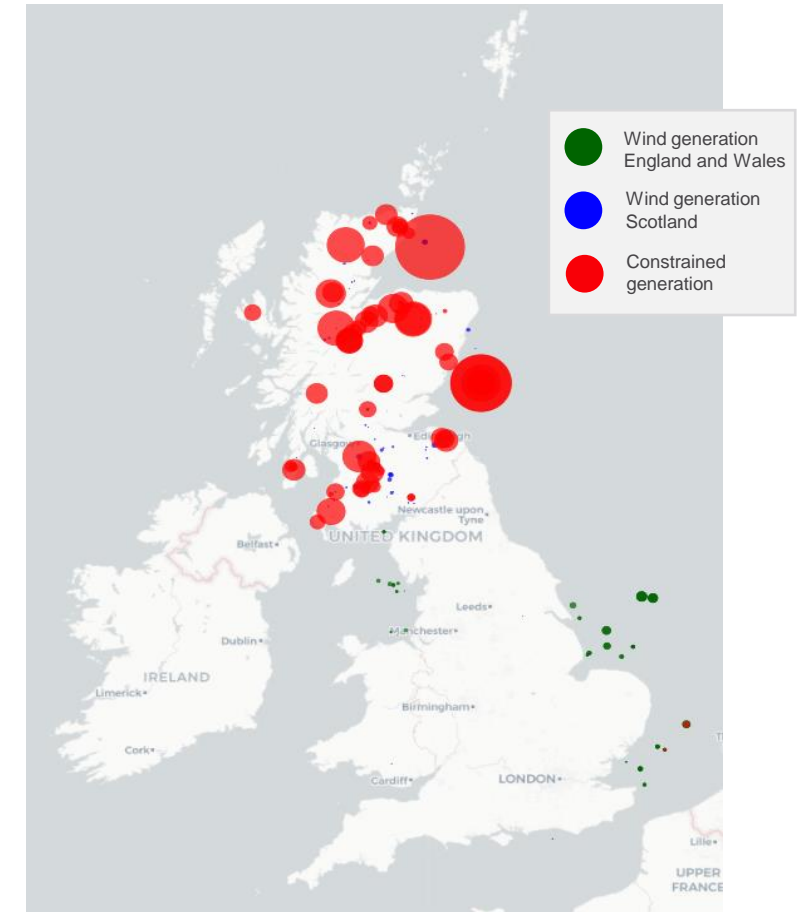 Wind generation
England and Wales
Wind generation
Scotland
Constrained
generation
Glasgow
Newcastle upon
Tyne
UNITED KINGDOM
Belfast
Leeds
Manchester
Dublin
IRELAND
Limerick
Birmingham
Cork
Cardiff
LONDON
Lille
UPPER
FRANCE